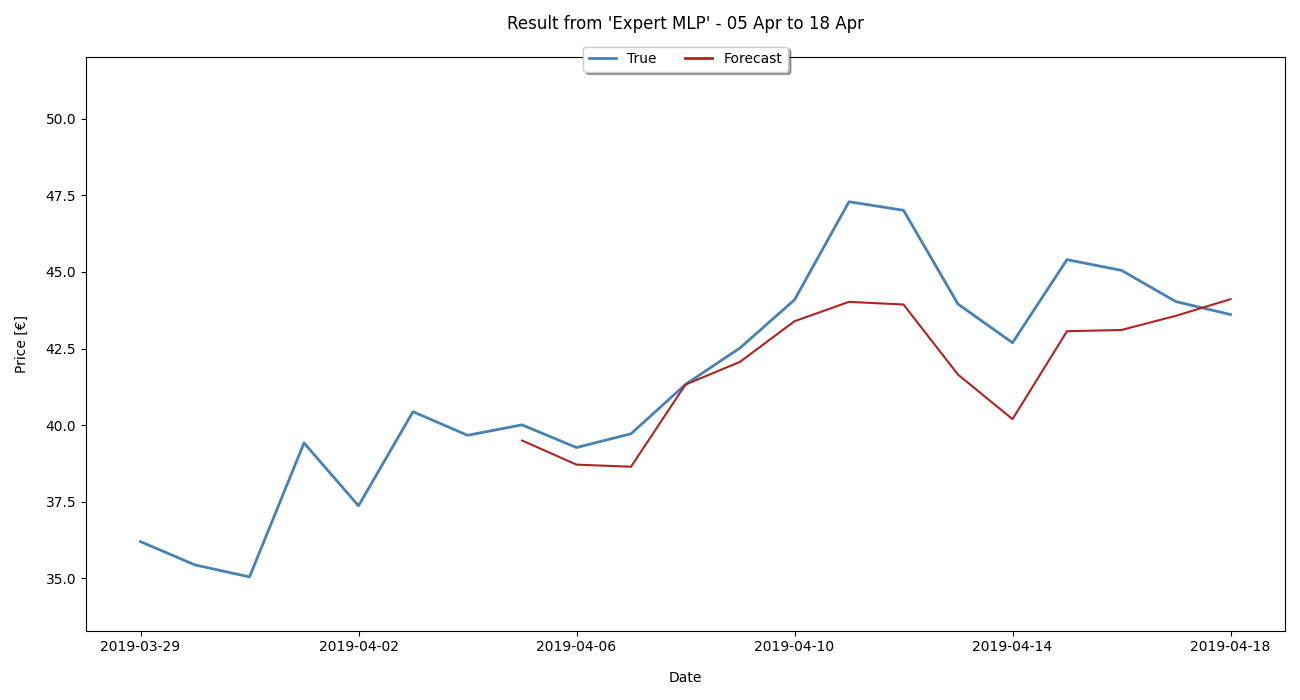 Result from 'Expert MLP' - 05 Apr to 18 Apr
True Forecast
50.0
47.5
45.0
42.5
40.0
37.5
35.0
Price [€]
2019-03-29 2019-04-02 2019-04-06 2019-04-10 2019-04-14 2019-04-18
Date